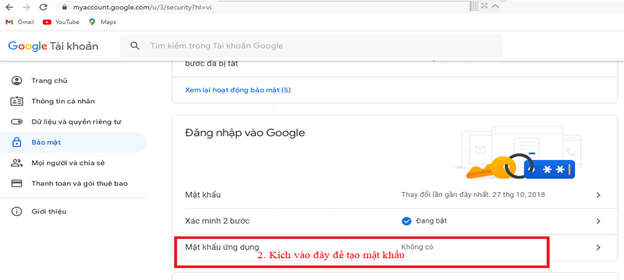 myaccount.google.com/u/3/security?hl=vi
Gmail YouTube Maps
Google Tài khoản
Tìm kiếm trong Tài khoản Google
bước đã bị tắt
Trang chủ
Xem lại hoạt động bảo mật (5)
Thông tin cá nhân
Dữ liệu và quyền riêng tư
Bảo mật
Mọi người và chia sẻ
Thanh toán và gói thuê bao
Giới thiệu
Đăng nhập vào Google
Mật khẩu Thay đổi lần gần đây nhất: 27 thg 10, 2018
Xác minh 2 bước Đang bật
Mật khẩu ứng dụng Không có
2. Kích vào đây để tạo mật khẩu